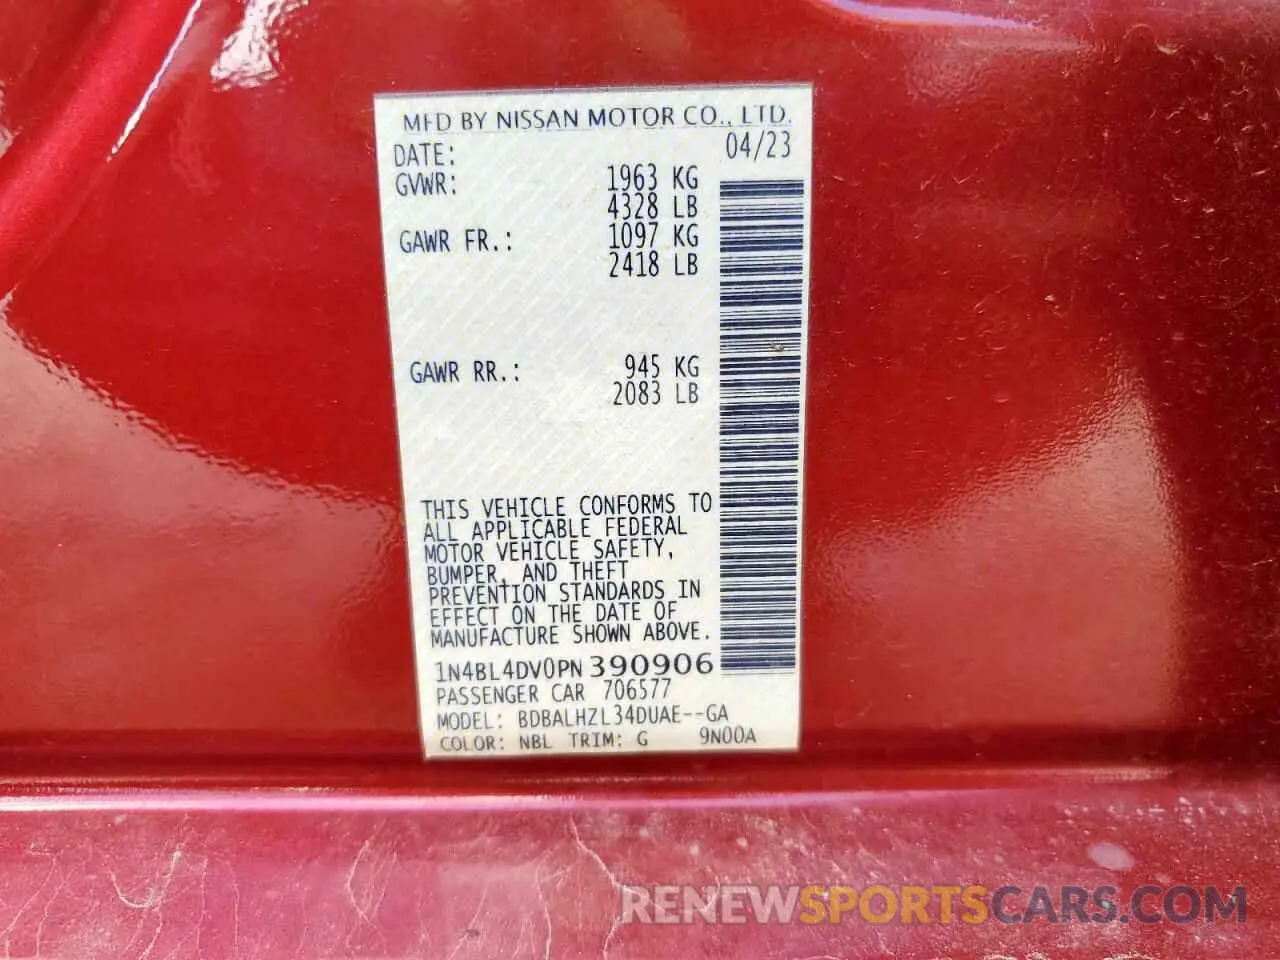 MFD BY NISSAN MOTOR CO., LTD.
DATE: 04/23
GVWR: 1963 KG
4328 LB
GAWR FR.: 1097 KG
2418 LB
GAWR RR.: 945 KG
2083 LB
THIS VEHICLE CONFORMS TO
ALL APPLICABLE FEDERAL
MOTOR VEHICLE SAFETY,
BUMPER, AND THEFT
PREVENTION STANDARDS IN
EFFECT ON THE DATE OF
MANUFACTURE SHOWN ABOVE.
1N4BL4DV0PN390906
PASSENGER CAR 706577
MODEL: BDBALHZL34DUAE--GA
COLOR: NBL TRIM: G 9N00A
RENEWSPORTSCARS.COM